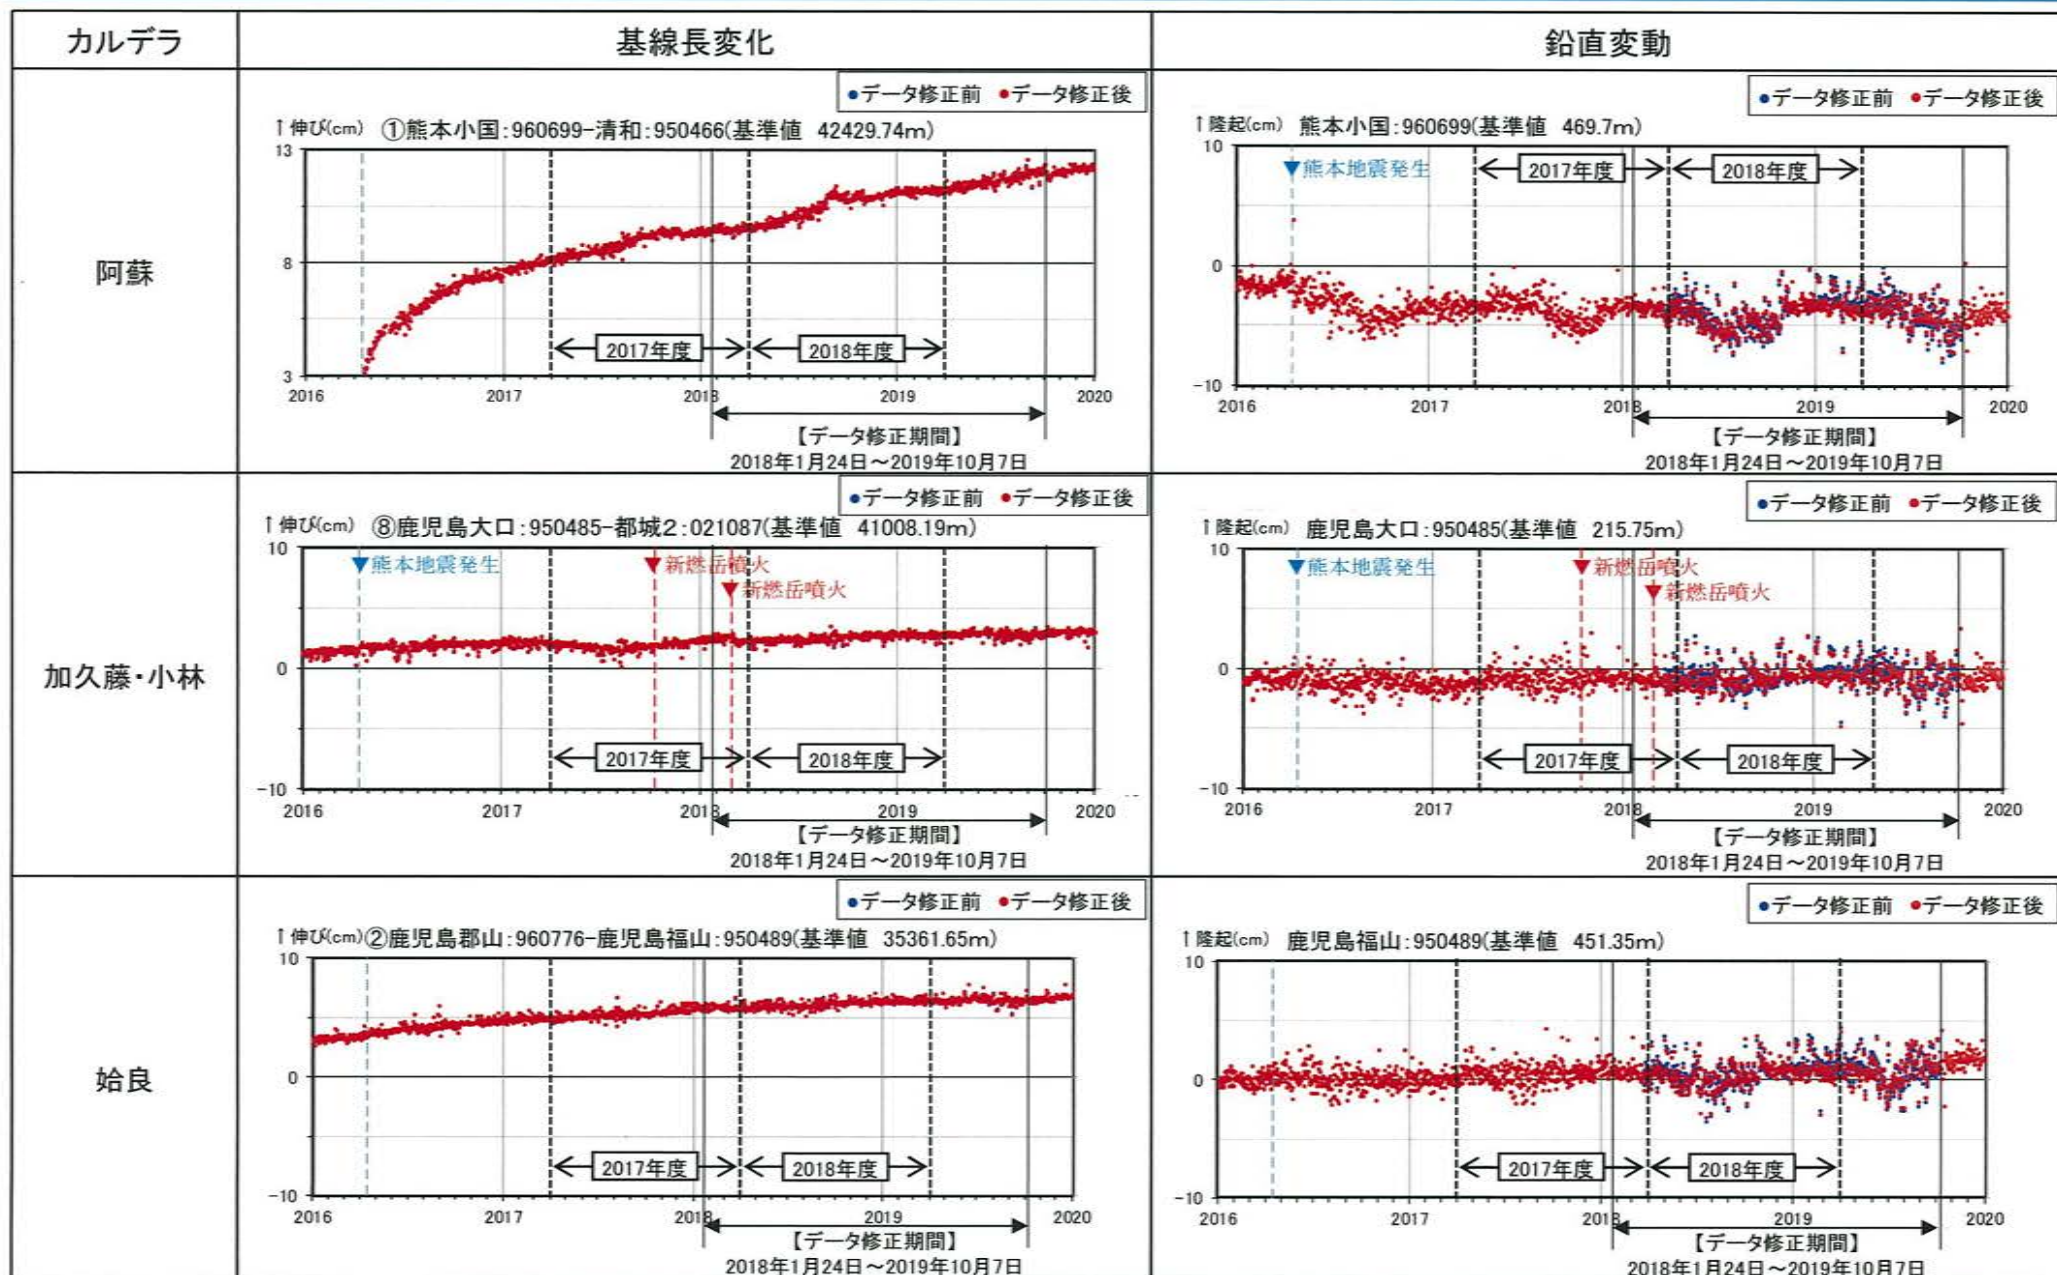 カルデラ
基線長変化
鉛直変動
阿蘇
●データ修正前 ●データ修正後
↑伸び(cm) ①熊本小国:960699-清和:950466(基準値 42429.74m)
13
8
3
2017年度
2018年度
2016 2017 2018 2019 2020
【データ修正期間】
2018年1月24日~2019年10月7日
●データ修正前 ●データ修正後
↑隆起(cm) 熊本小国:960699(基準値 469.7m)
10
▼熊本地震発生
2017年度
2018年度
0
-10
2016 2017 2018 2019 2020
【データ修正期間】
2018年1月24日~2019年10月7日
加久藤・小林
●データ修正前 ●データ修正後
↑伸び(cm) ⑧鹿児島大口:950485-都城2:021087(基準値 41008.19m)
10
▼熊本地震発生
▼新燃岳噴火
▼新燃岳噴火
0
2017年度
2018年度
-10
2016 2017 2018 2019 2020
【データ修正期間】
2018年1月24日~2019年10月7日
●データ修正前 ●データ修正後
↑隆起(cm) 鹿児島大口:950485(基準値 215.75m)
10
▼熊本地震発生
▼新燃岳噴火
▼新燃岳噴火
0
2017年度
2018年度
-10
2016 2017 2018 2019 2020
【データ修正期間】
2018年1月24日~2019年10月7日
姶良
●データ修正前 ●データ修正後
↑伸び(cm)②鹿児島郡山:960776-鹿児島福山:950489(基準値 35361.65m)
10
0
2017年度
2018年度
-10
2016 2017 2018 2019 2020
【データ修正期間】
2018年1月24日~2019年10月7日
●データ修正前 ●データ修正後
↑隆起(cm) 鹿児島福山:950489(基準値 451.35m)
10
0
2017年度
2018年度
-10
2016 2017 2018 2019 2020
【データ修正期間】
2018年1月24日~2019年10月7日